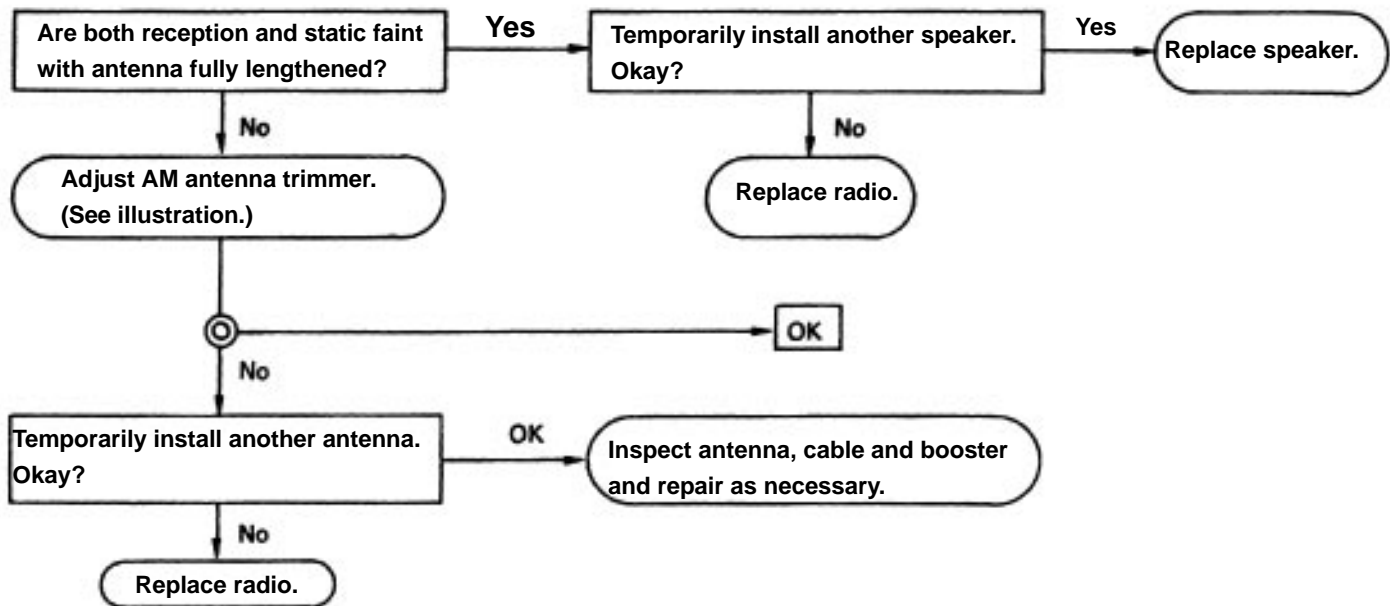 Are both reception and static faint
with antenna fully lengthened?
Yes
Temporarily install another speaker.
Okay?
Yes
Replace speaker.
No
No
Adjust AM antenna trimmer.
(See illustration.)
Replace radio.
OK
No
Temporarily install another antenna.
Okay?
OK
Inspect antenna, cable and booster
and repair as necessary.
No
Replace radio.